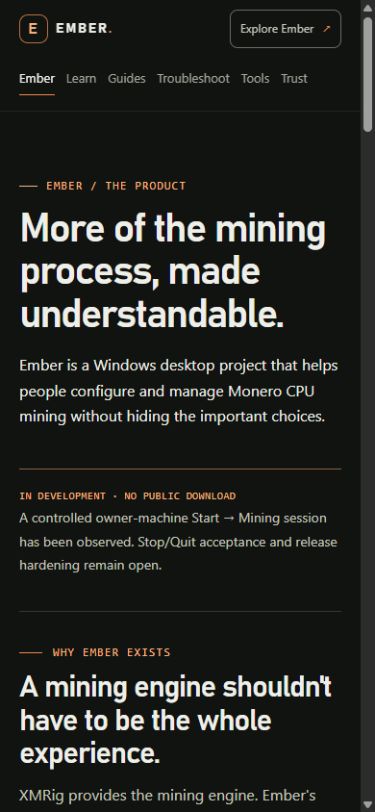 E EMBER.
Explore Ember ↗
Ember Learn Guides Troubleshoot Tools Trust
EMBER / THE PRODUCT
More of the mining
process, made
understandable.
Ember is a Windows desktop project that helps
people configure and manage Monero CPU
mining without hiding the important choices.
IN DEVELOPMENT · NO PUBLIC DOWNLOAD
A controlled owner-machine Start → Mining session
has been observed. Stop/Quit acceptance and release
hardening remain open.
WHY EMBER EXISTS
A mining engine shouldn't
have to be the whole
experience.
XMRig provides the mining engine. Ember's